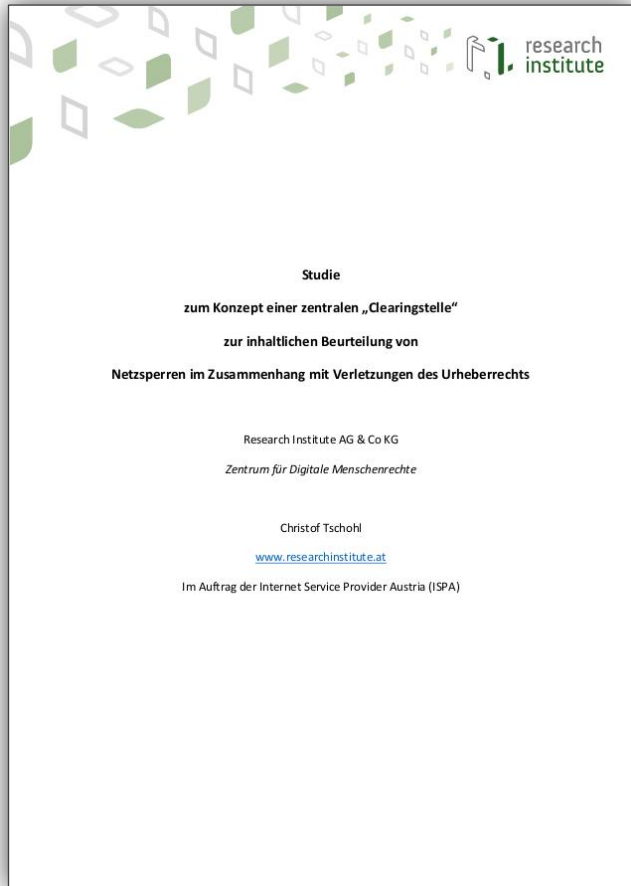 research
institute
Studie
zum Konzept einer zentralen „Clearingstelle“
zur inhaltlichen Beurteilung von
Netzsperren im Zusammenhang mit Verletzungen des Urheberrechts
Research Institute AG & Co KG
Zentrum für Digitale Menschenrechte
Christof Tschohl
www.researchinstitute.at
Im Auftrag der Internet Service Provider Austria (ISPA)